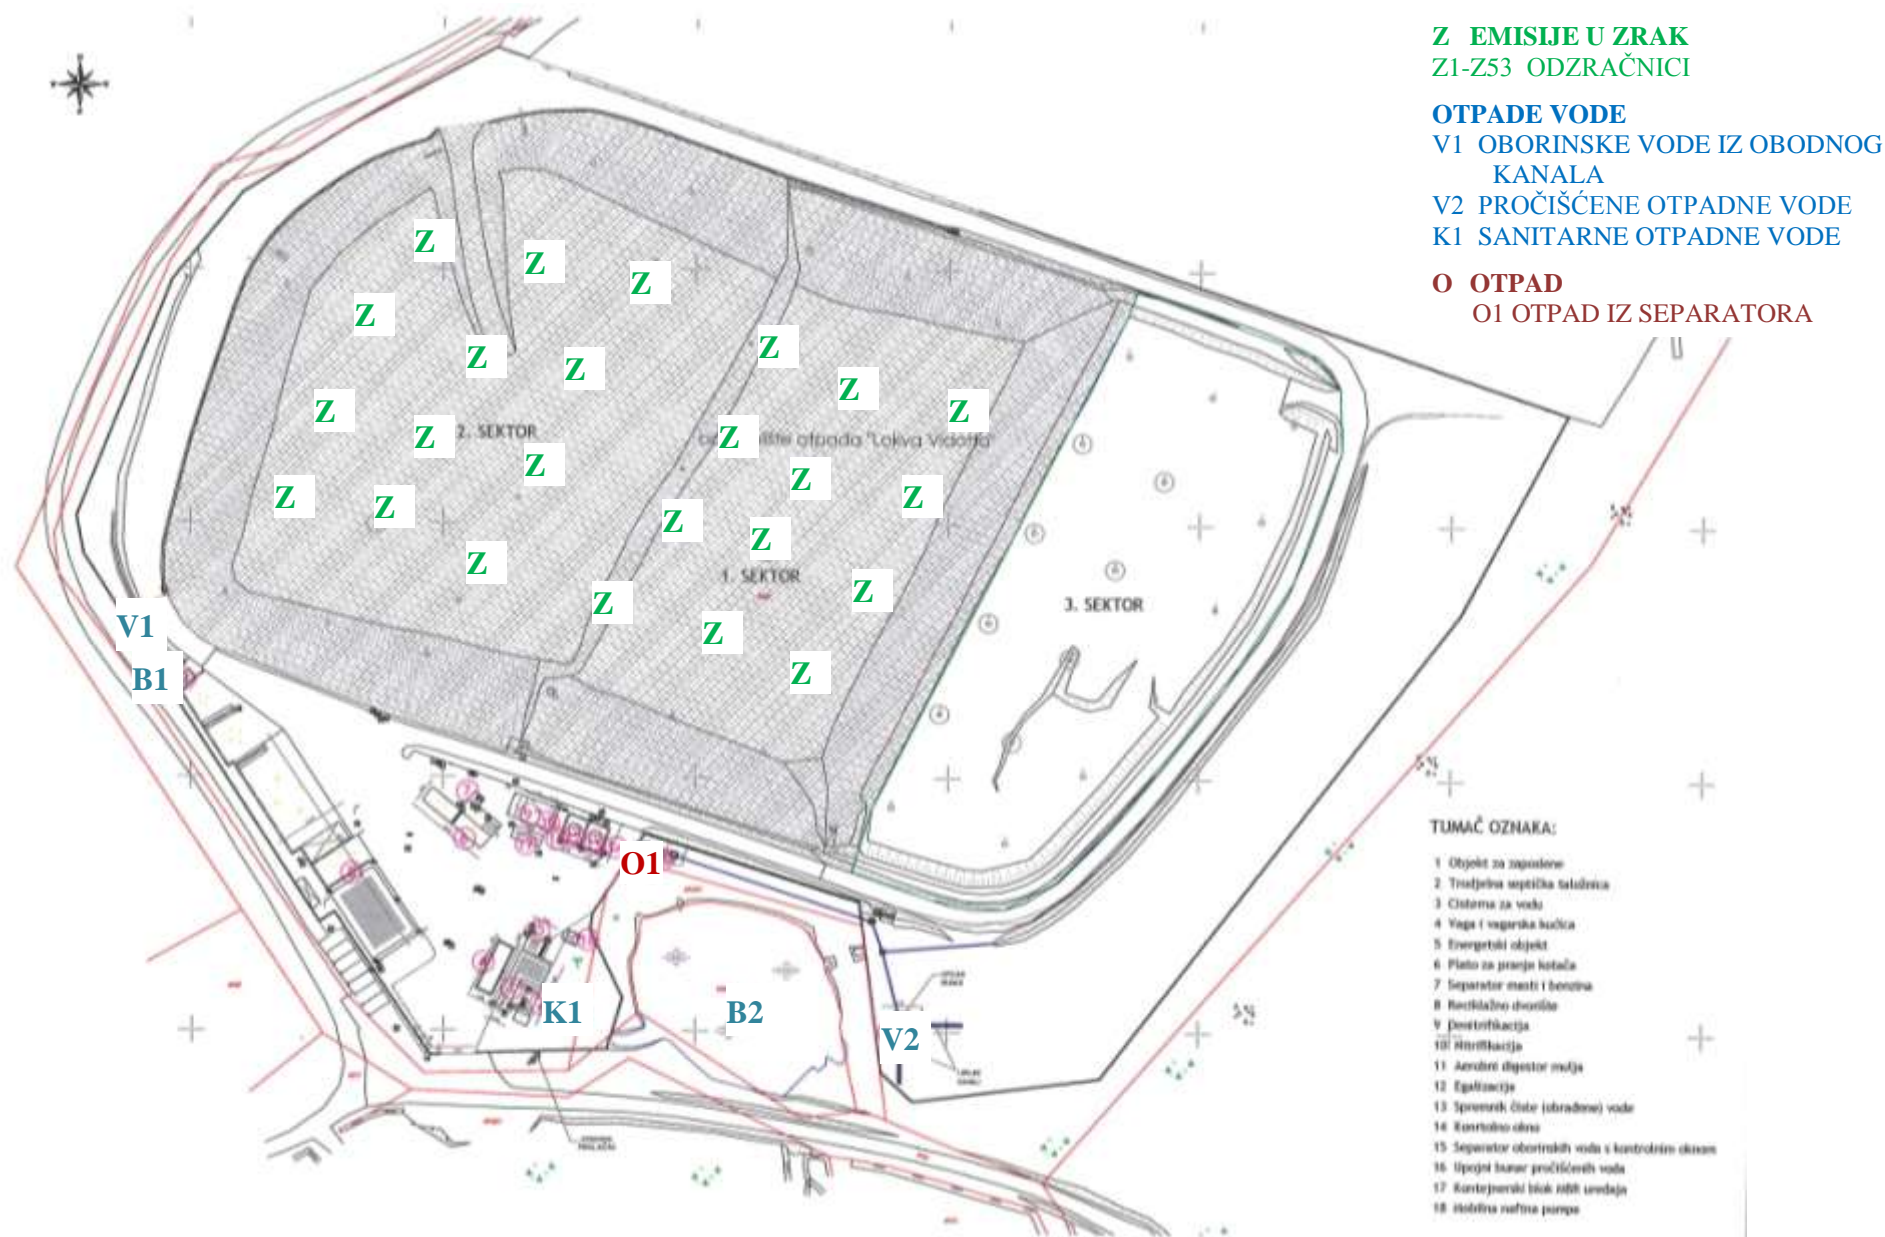 Z EMISIJE U ZRAK
Z1-Z53 ODZRAČNICI
OTPADE VODE
V1 OBORINSKE VODE IZ OBODNOG
KANALA
V2 PROČIŠĆENE OTPADNE VODE
K1 SANITARNE OTPADNE VODE
O OTPAD
O1 OTPAD IZ SEPARATORA
Z
Z
Z
Z
Z
Z
Z
Z
Z
Z
Z
2. SEKTOR
Z
Z
otpada "Lokva Vidotto"
Z
Z
Z
Z
Z
Z
Z
Z
1. SEKTOR
Z
Z
Z
Z
3. SEKTOR
V1
B1
O1
K1
B2
V2
TUMAČ OZNAKA:
1 Objekt za zaposlene
2 Trodjelna septička taložnica
3 Cisterna za vodu
4 Vaga i vagarska kućica
5 Energetski objekt
6 Plato za pranje kotača
7 Separator masti i benzina
8 Reciklažno dvorište
9 Denitrifikacija
10 Nitrifikacija
11 Aerobni digestor mulja
12 Egalizacija
13 Spremnik čiste (obrađene) vode
14 Kontrolno okno
15 Separator oborinskih voda s kontrolnim oknom
16 Upojni bunar pročišćenih voda
17 Kontejnerski blok uređaja
18 Mobilna naftna pumpa